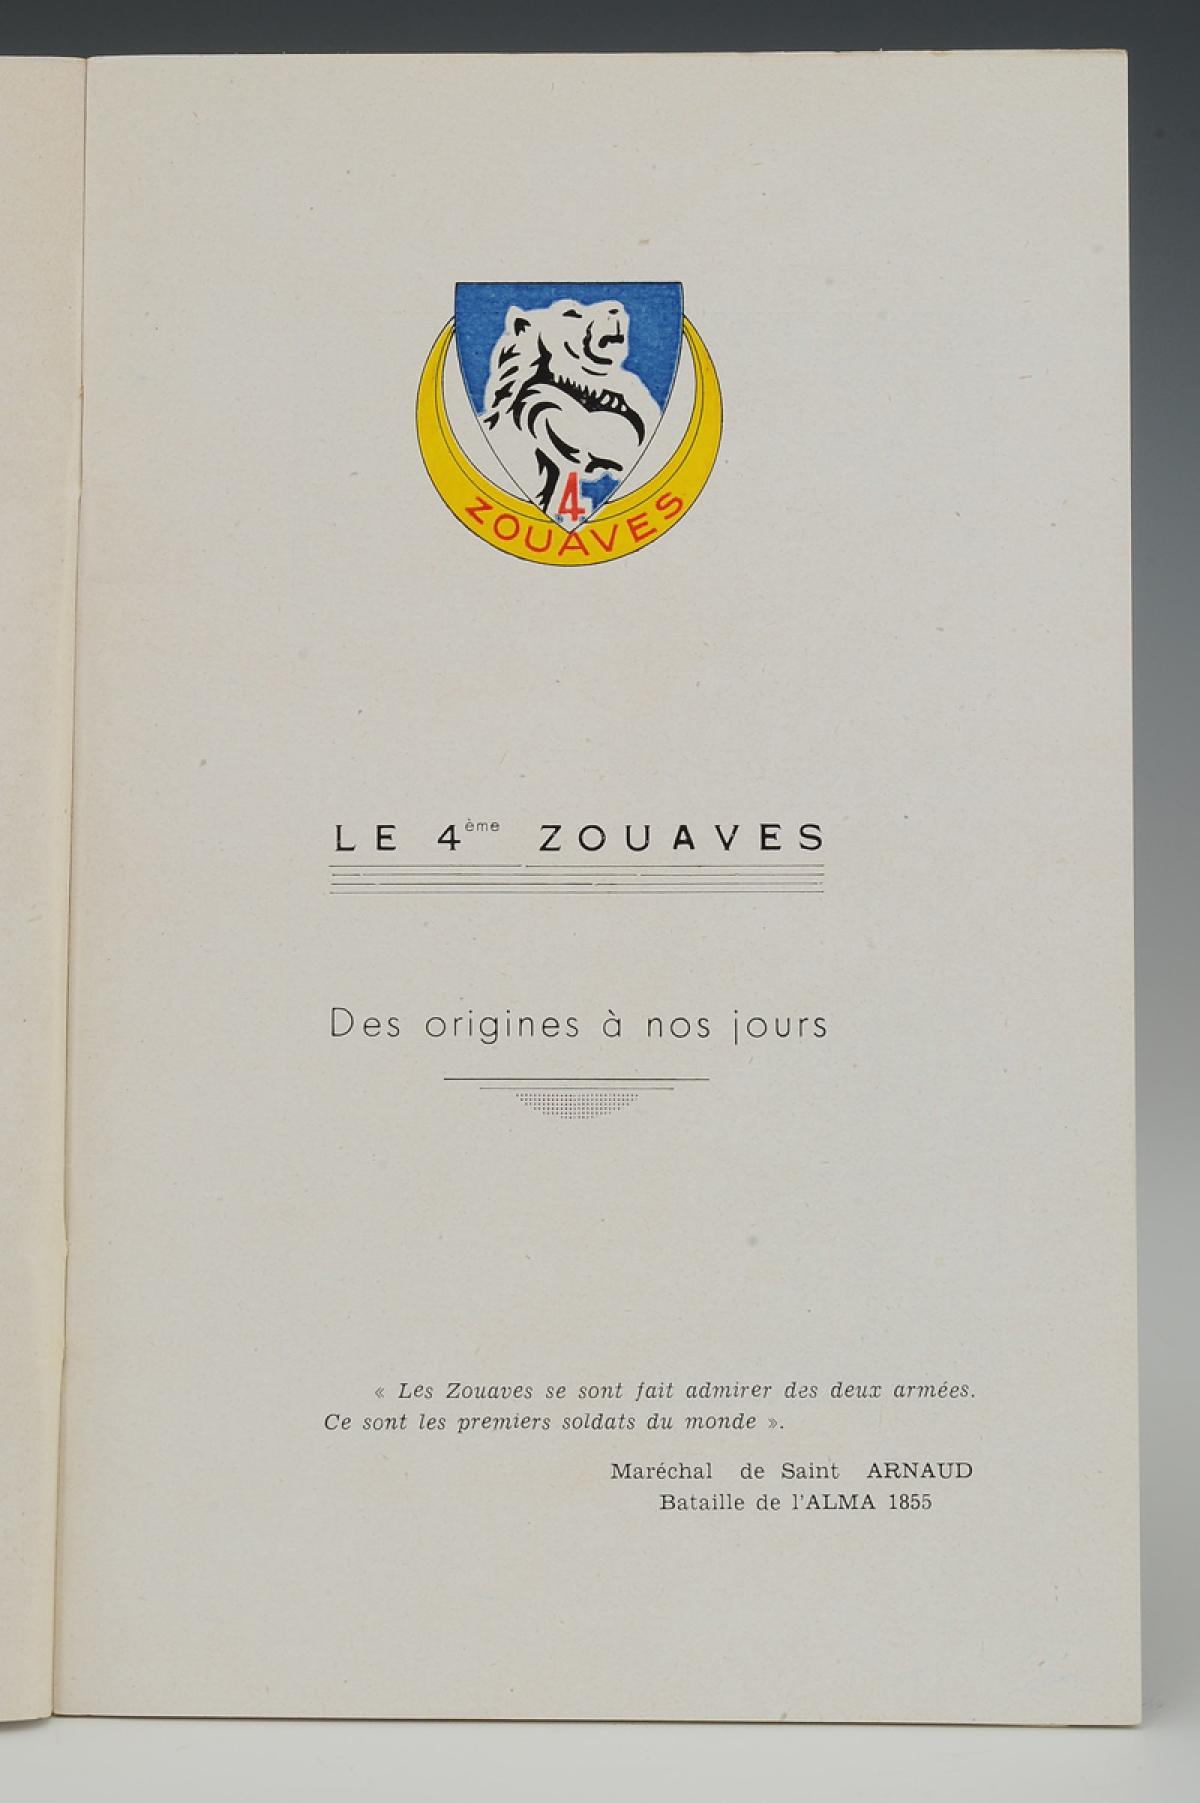 4
ZOUAVES
LE 4ème ZOUAVES
Des origines à nos jours
« Les Zouaves se sont fait admirer des deux armées.
Ce sont les premiers soldats du monde ».
Maréchal de Saint ARNAUD
Bataille de l'ALMA 1855